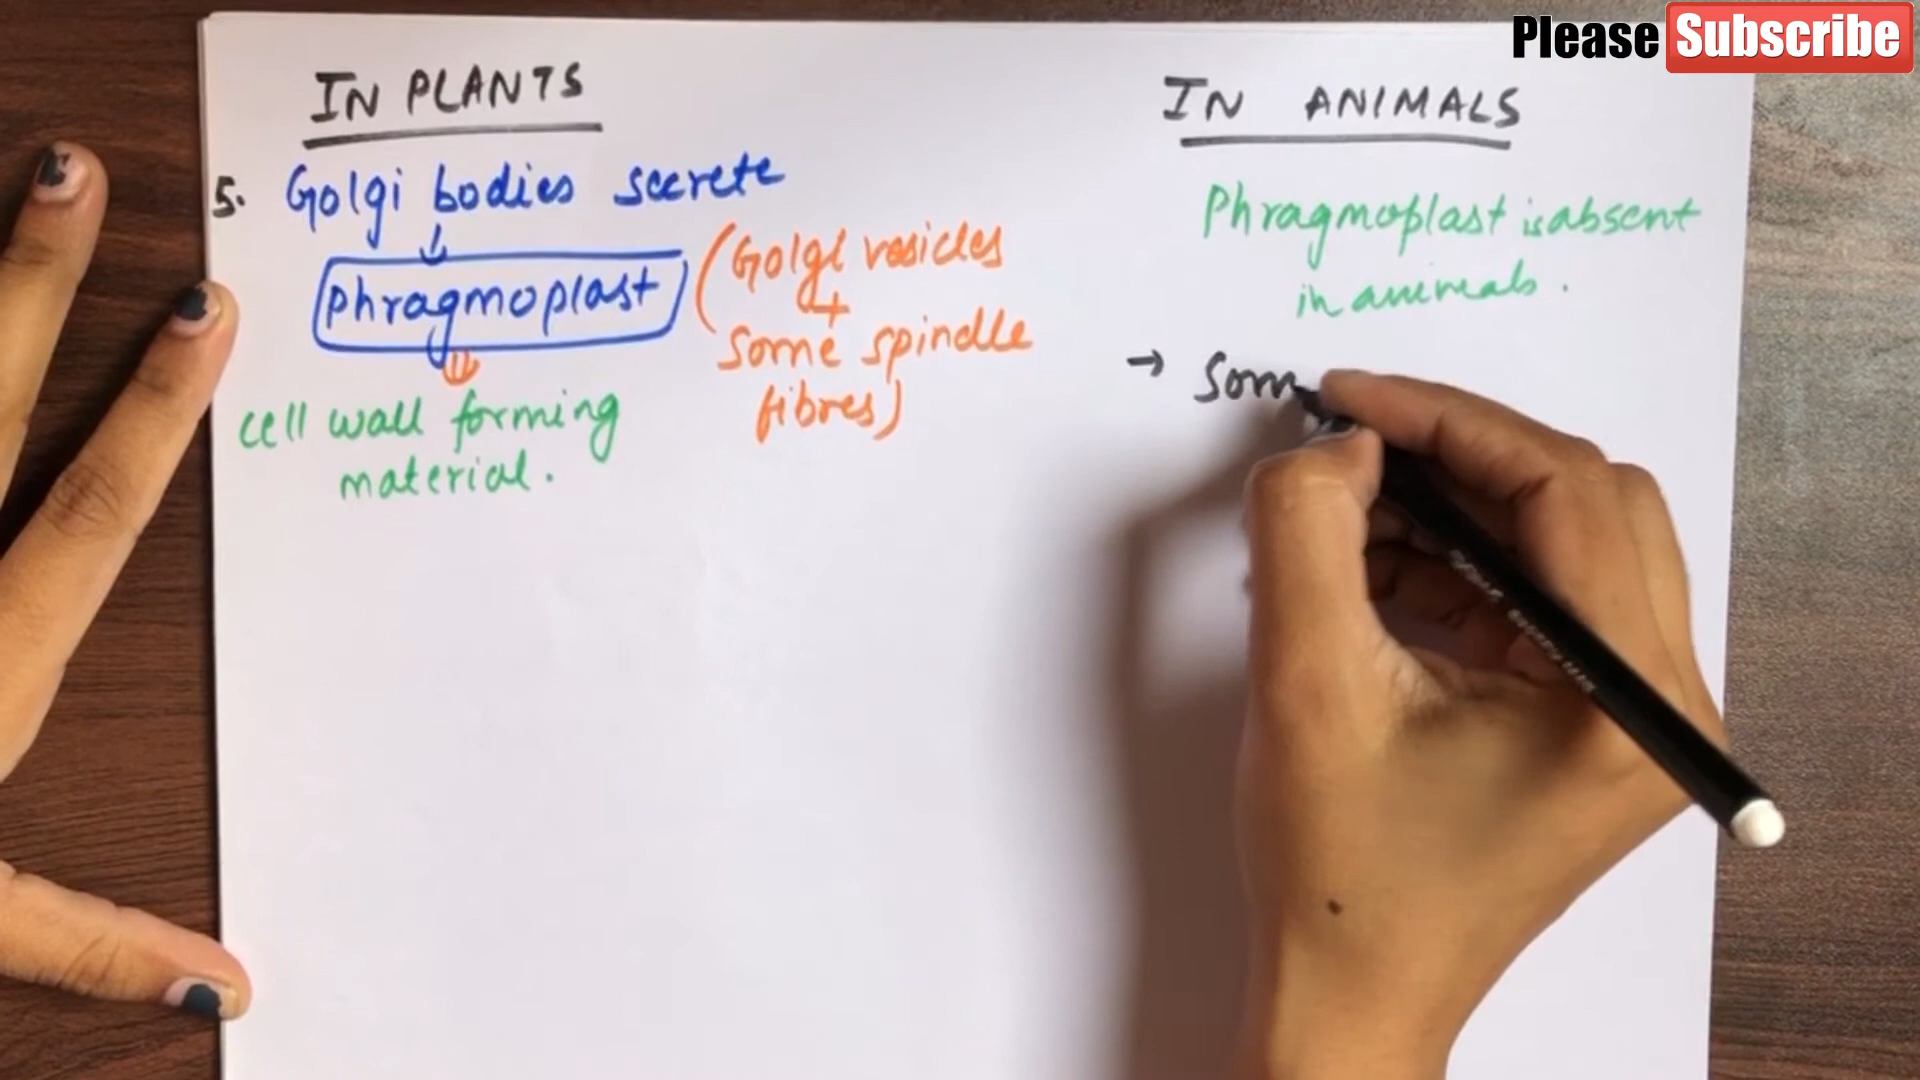 Please Subscribe
IN PLANTS
5. Golgi bodies secrete
↓
phragmoplast
(Golgi vesicles
+
some spindle
fibres)
cell wall forming
material.
IN ANIMALS
Phragmoplast is absent
in animals.
→ Som